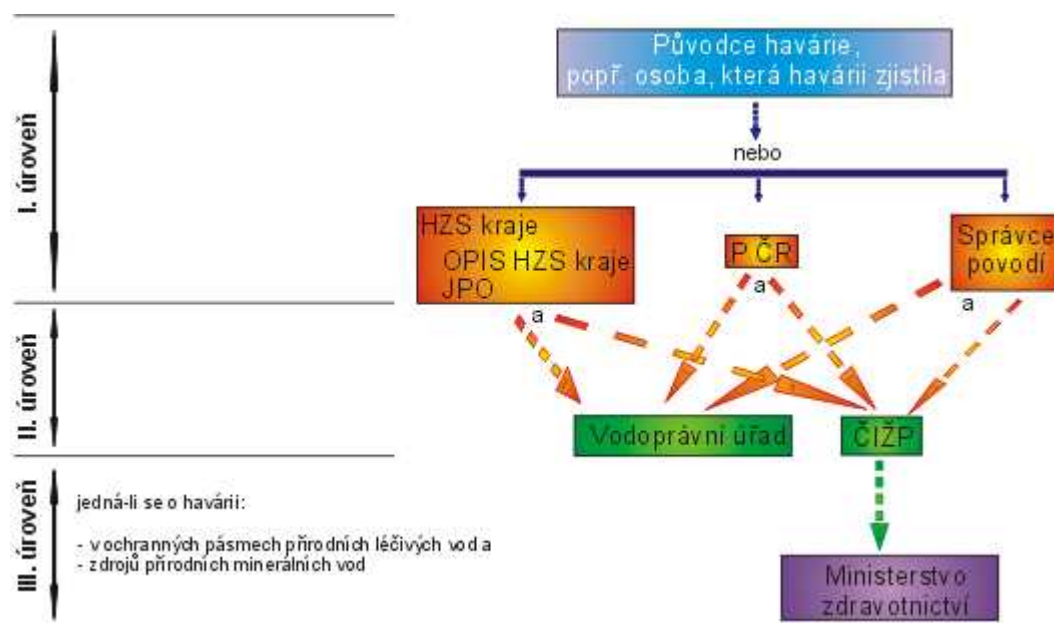 Původce havárie,
popř. osoba, která havárii zjistila
nebo
I. úroveň
HZS kraje
OPIS HZS kraje
JPO
P ČR
Správce
povodí
a
a
a
II. úroveň
Vodoprávní úřad
ČIŽP
III. úroveň
jedná-li se o havárii:
- v ochranných pásmech přírodních léčivých vod a
- zdrojů přírodních minerálních vod
Ministerstvo
zdravotnictví